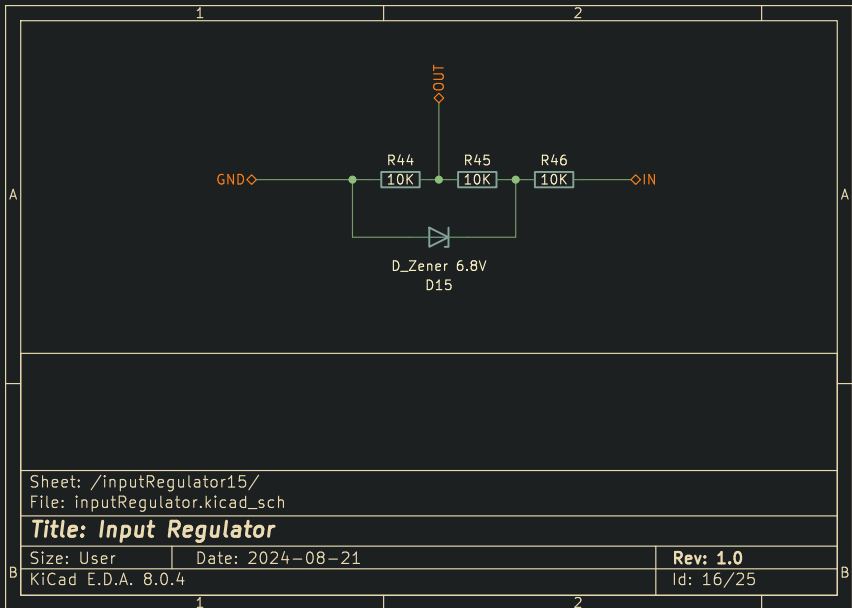 1 2
OUT
R44 R45 R46
GND 10K 10K 10K IN
A A
D_Zener 6.8V
D15
Sheet: /inputRegulator15/
File: inputRegulator.kicad_sch
Title: Input Regulator
Size: User Date: 2024-08-21 Rev: 1.0
B B
KiCad E.D.A. 8.0.4 Id: 16/25
1 2